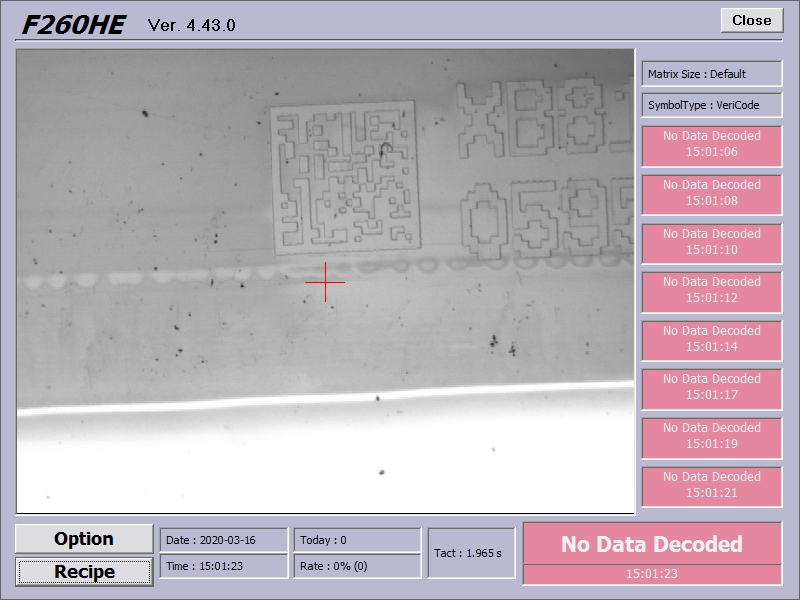 F260HE Ver. 4.43.0
Close
Matrix Size : Default
SymbolType : VeriCode
No Data Decoded
15:01:06
No Data Decoded
15:01:08
No Data Decoded
15:01:10
No Data Decoded
15:01:12
No Data Decoded
15:01:14
No Data Decoded
15:01:17
No Data Decoded
15:01:19
No Data Decoded
15:01:21
Option
Recipe
Date : 2020-03-16
Time : 15:01:23
Today : 0
Rate : 0% (0)
Tact : 1.965 s
No Data Decoded
15:01:23